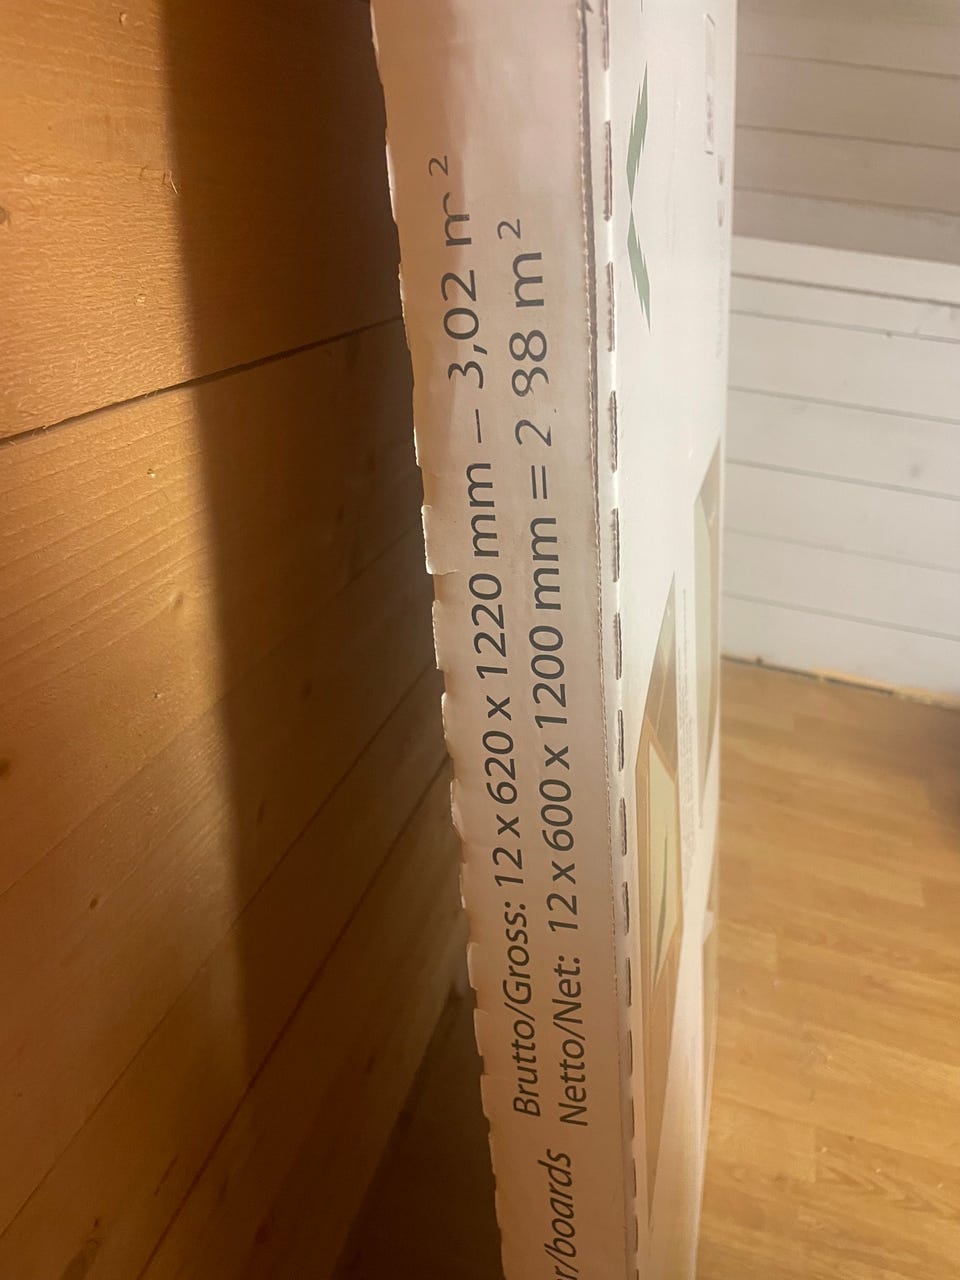 Brutto/Gross: 12 x 620 x 1220 mm = 3,02 m²
r/boards Netto/Net: 12 x 600 x 1200 mm = 2,88 m²